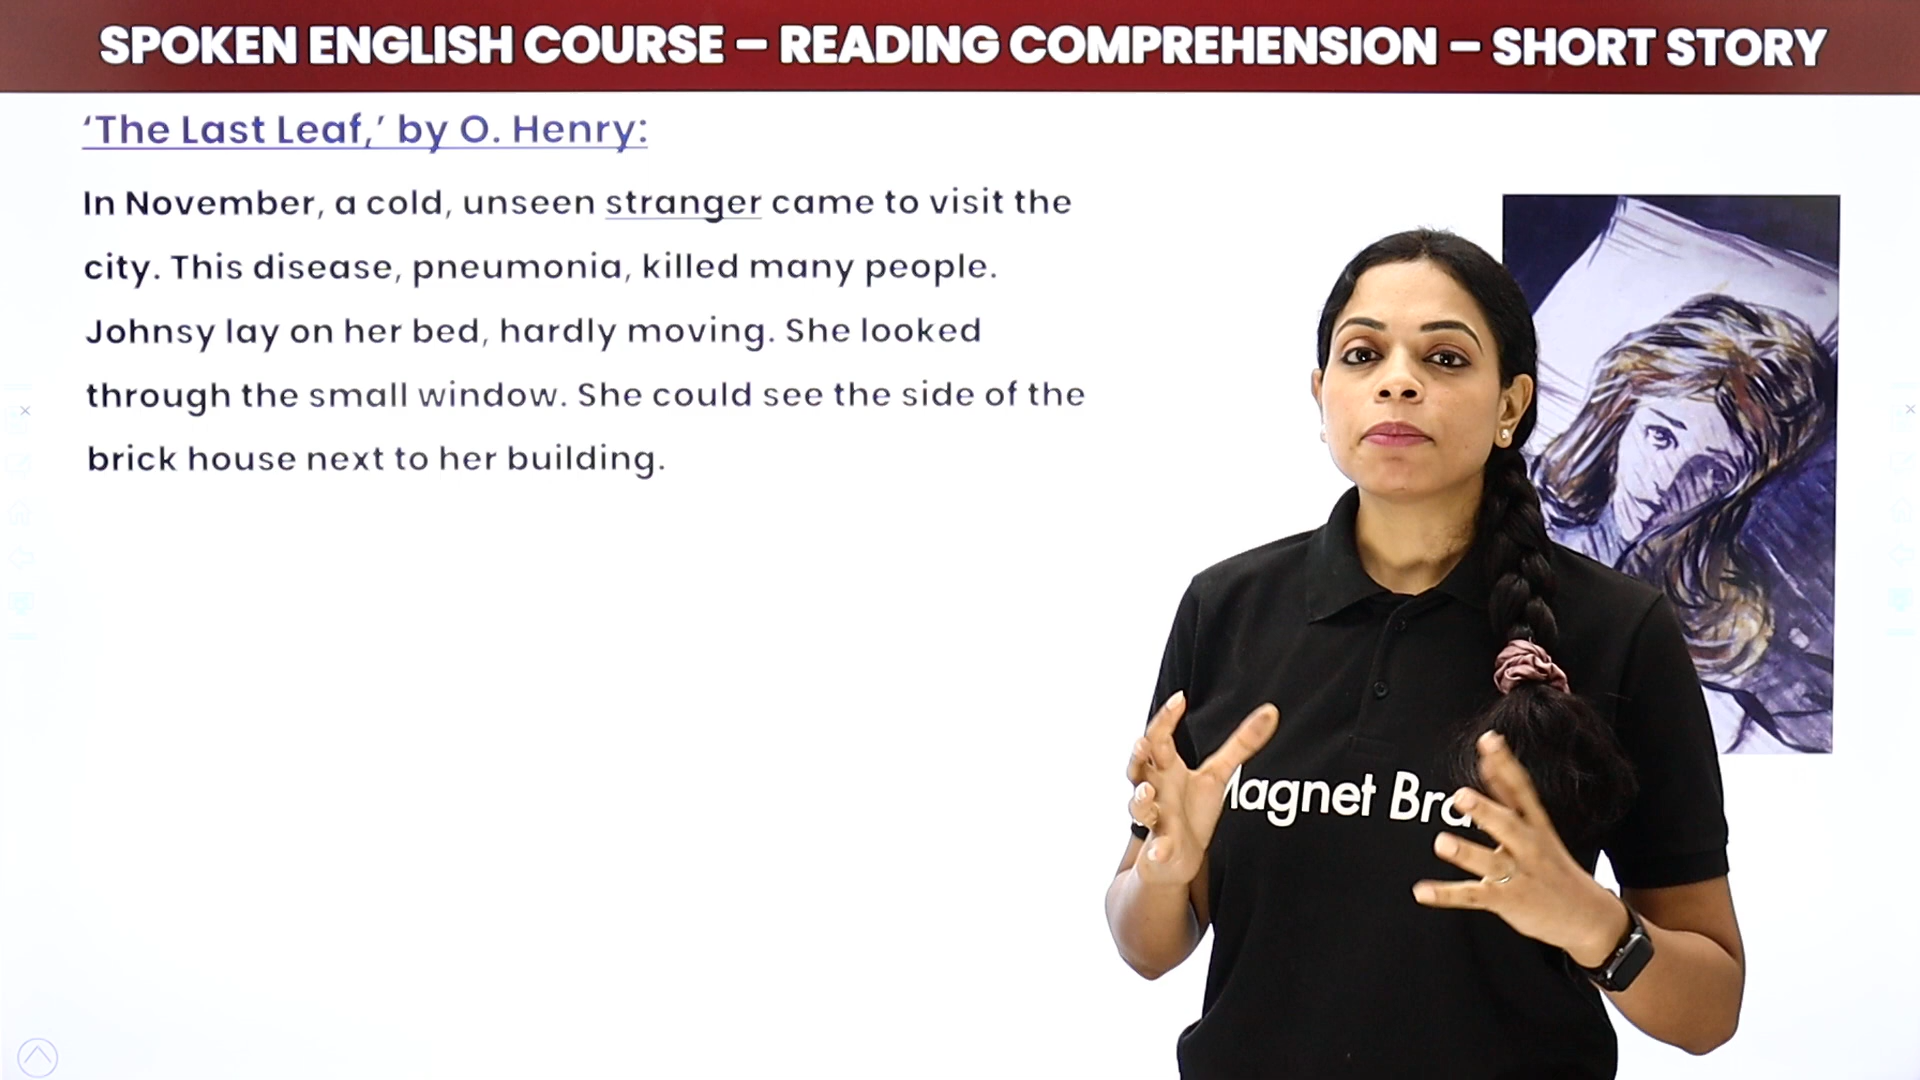 SPOKEN ENGLISH COURSE – READING COMPREHENSION – SHORT STORY
‘The Last Leaf,’ by O. Henry:
In November, a cold, unseen stranger came to visit the
city. This disease, pneumonia, killed many people.
Johnsy lay on her bed, hardly moving. She looked
through the small window. She could see the side of the
brick house next to her building.
Magnet Bra